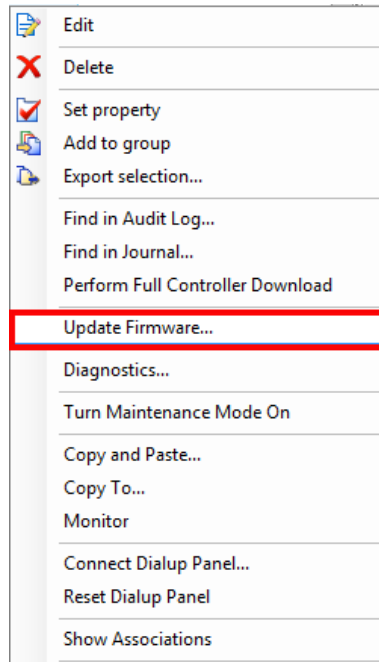 Edit
Delete
Set property
Add to group
Export selection...
Find in Audit Log...
Find in Journal...
Perform Full Controller Download
Update Firmware...
Diagnostics...
Turn Maintenance Mode On
Copy and Paste...
Copy To...
Monitor
Connect Dialup Panel...
Reset Dialup Panel
Show Associations